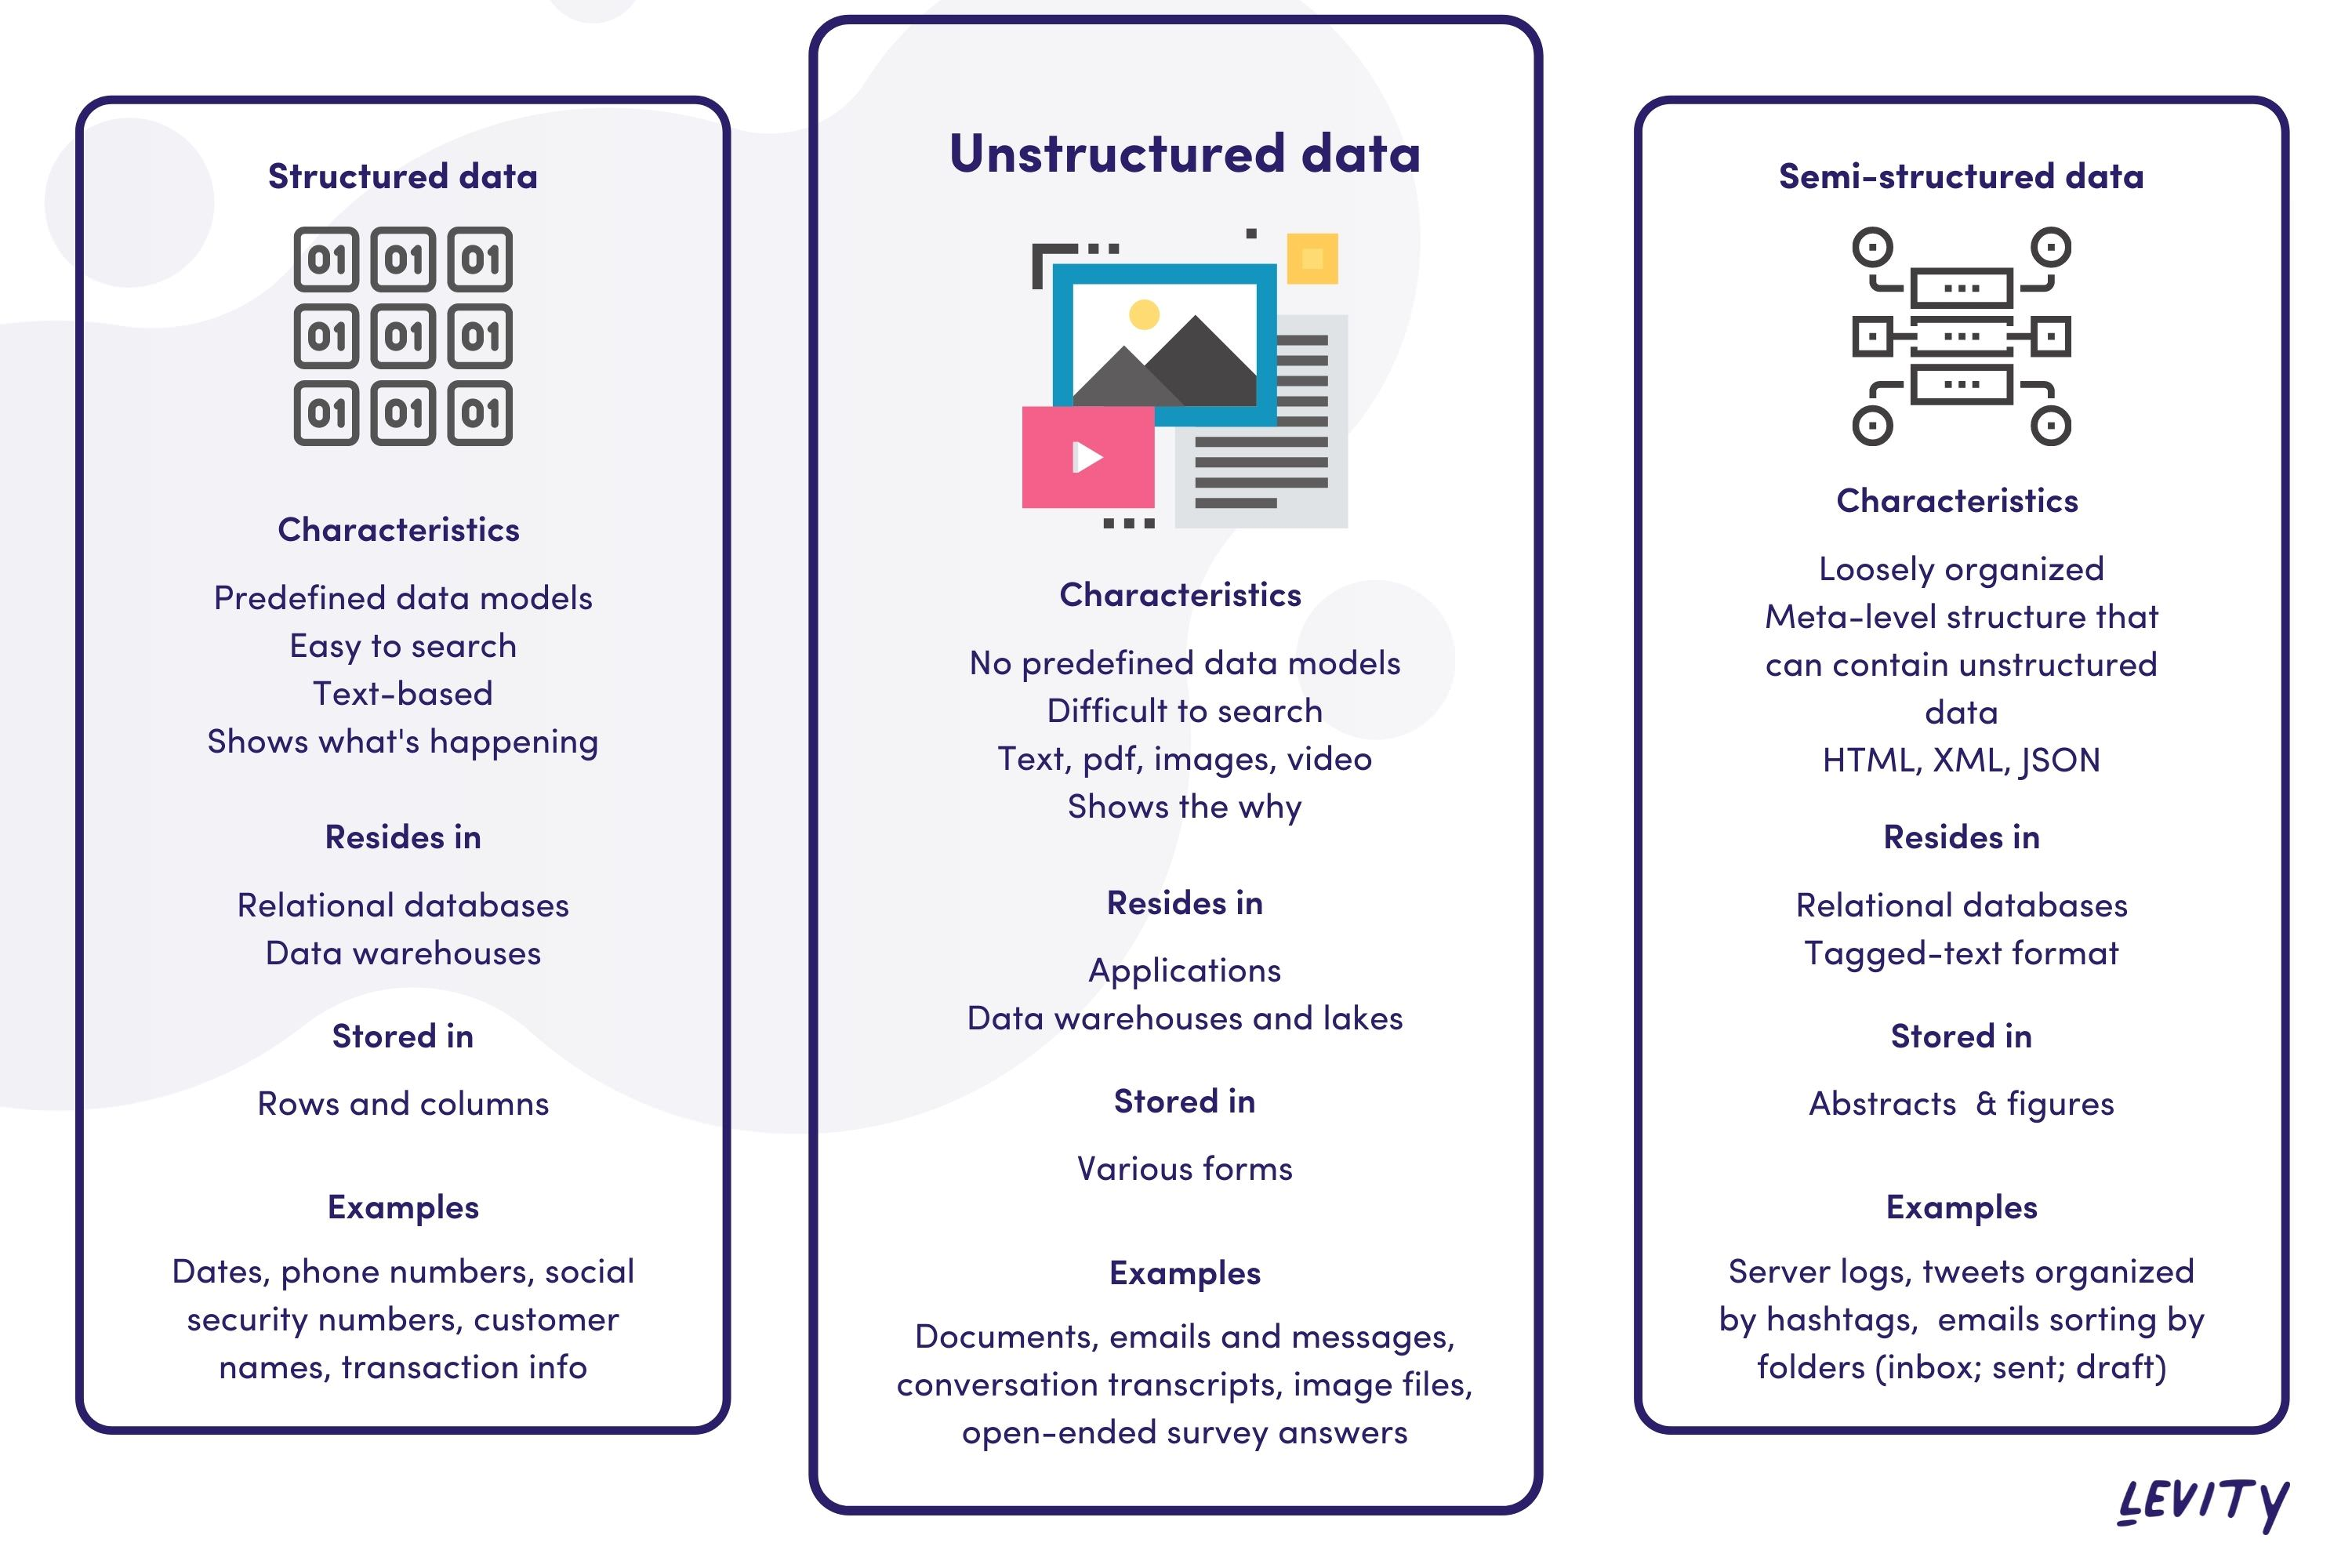 Structured data
01 01 01
01 01 01
01 01 01
Characteristics
Predefined data models
Easy to search
Text-based
Shows what's happening
Resides in
Relational databases
Data warehouses
Stored in
Rows and columns
Examples
Dates, phone numbers, social
security numbers, customer
names, transaction info
Unstructured data
Characteristics
No predefined data models
Difficult to search
Text, pdf, images, video
Shows the why
Resides in
Applications
Data warehouses and lakes
Stored in
Various forms
Examples
Documents, emails and messages,
conversation transcripts, image files,
open-ended survey answers
Semi-structured data
Characteristics
Loosely organized
Meta-level structure that
can contain unstructured
data
HTML, XML, JSON
Resides in
Relational databases
Tagged-text format
Stored in
Abstracts  & figures
Examples
Server logs, tweets organized
by hashtags,  emails sorting by
folders (inbox; sent; draft)
LEVITY